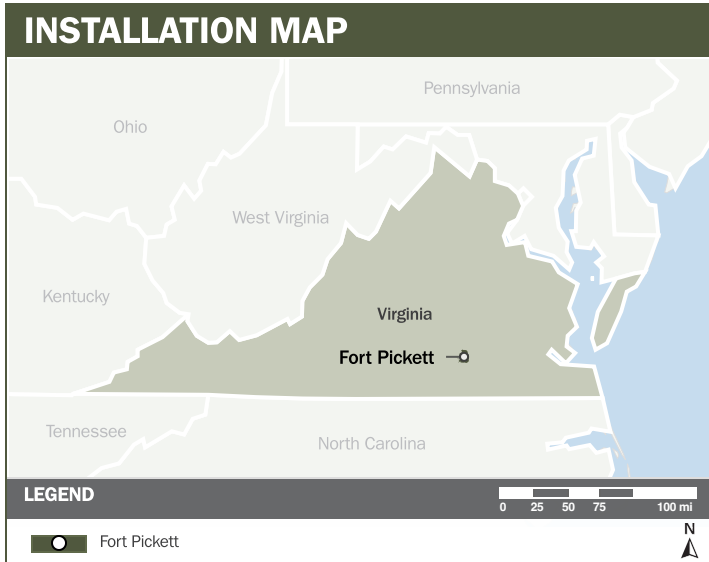 INSTALLATION MAP
Pennsylvania
Ohio
West Virginia
Kentucky
Virginia
Fort Pickett
Tennessee
North Carolina
LEGEND
0 25 50 75 100 mi
N
Fort Pickett